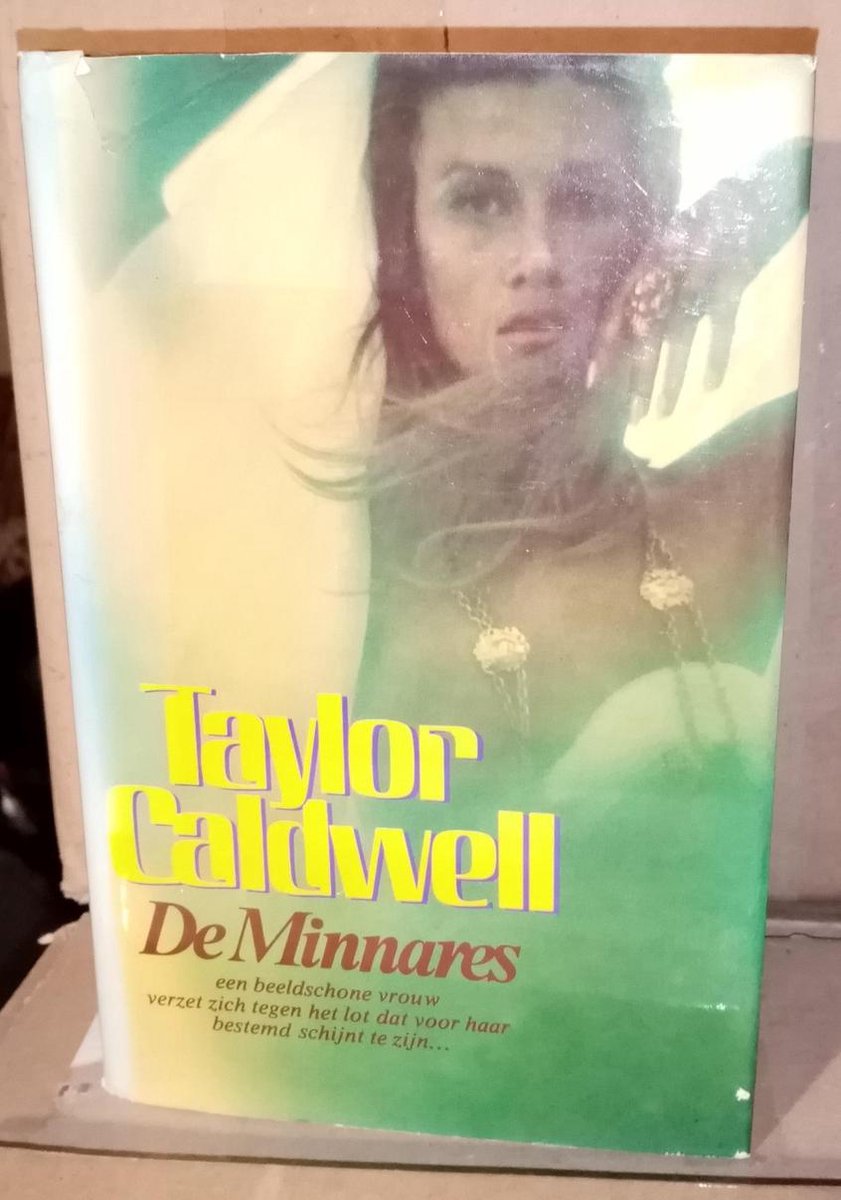 Taylor
Caldwell
De Minnares
een beeldschone vrouw
verzet zich tegen het lot dat voor haar
bestemd schijnt te zijn...